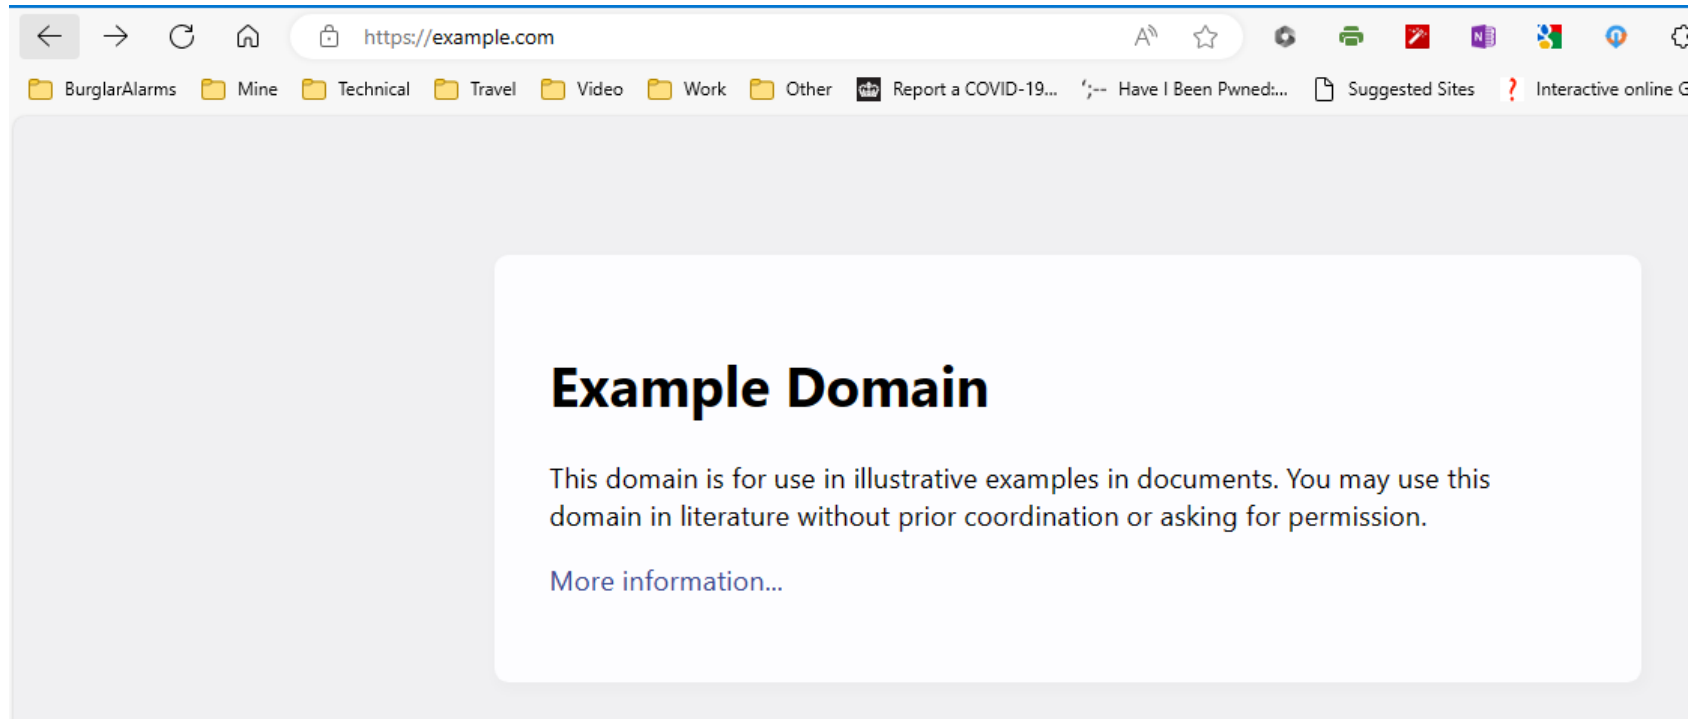 https://example.com
BurglarAlarms Mine Technical Travel Video Work Other Report a COVID-19... ';-- Have I Been Pwned:... Suggested Sites Interactive online G
Example Domain
This domain is for use in illustrative examples in documents. You may use this
domain in literature without prior coordination or asking for permission.
More information...